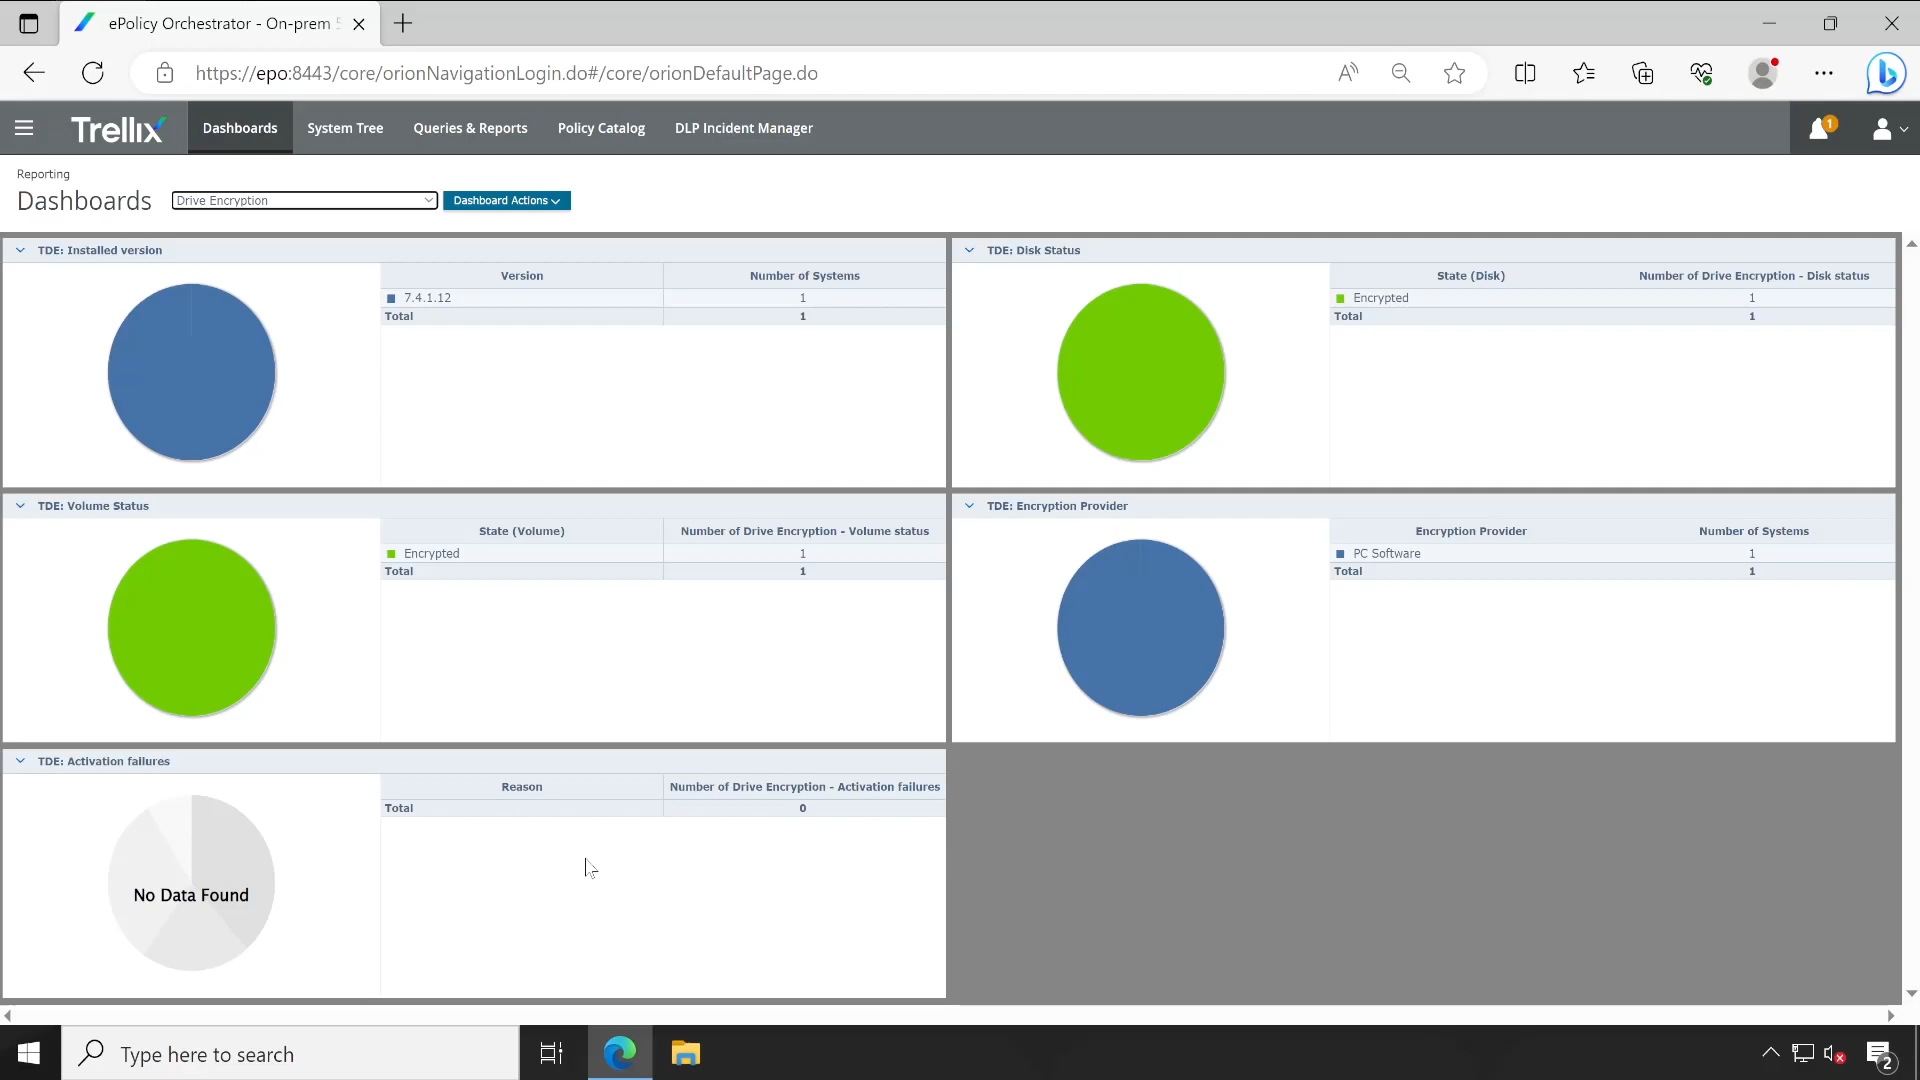 ePolicy Orchestrator - On-prem
https://epo:8443/core/orionNavigationLogin.do#/core/orionDefaultPage.do
Trellix
Dashboards
System Tree
Queries & Reports
Policy Catalog
DLP Incident Manager
1
Reporting
Dashboards
Drive Encryption
Dashboard Actions
TDE: Installed version
Version Number of Systems
7.4.1.12 1
Total 1
TDE: Disk Status
State (Disk) Number of Drive Encryption - Disk status
Encrypted 1
Total 1
TDE: Volume Status
State (Volume) Number of Drive Encryption - Volume status
Encrypted 1
Total 1
TDE: Encryption Provider
Encryption Provider Number of Systems
PC Software 1
Total 1
TDE: Activation failures
Reason Number of Drive Encryption - Activation failures
Total 0
No Data Found
Type here to search
2